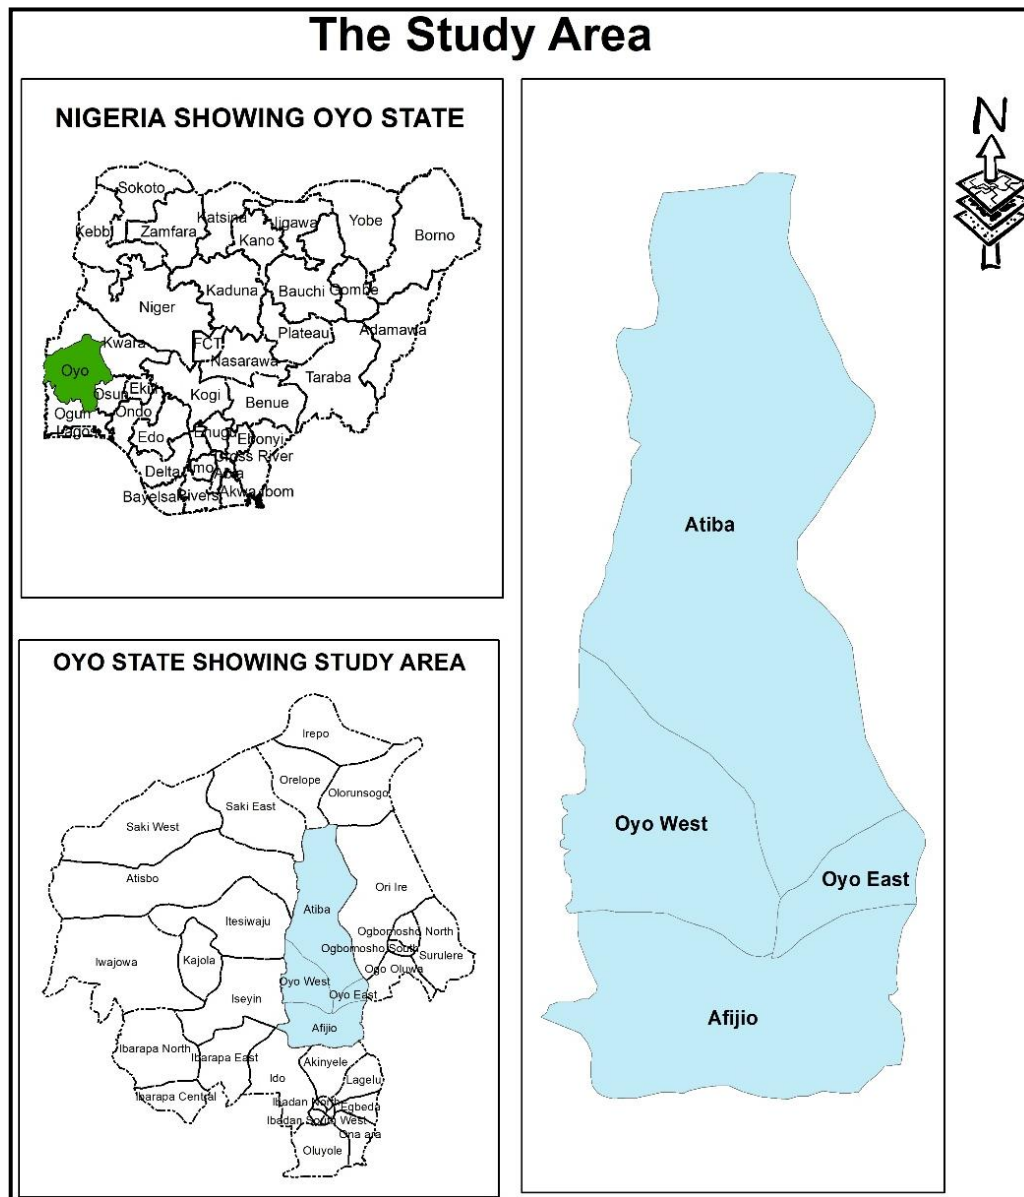 The Study Area
NIGERIA SHOWING OYO STATE
Sokoto
Kebbi
Zamfara
Katsina
Kano
Jigawa
Yobe
Borno
Niger
Kaduna
Bauchi
Gombe
Plateau
Adamawa
Kwara
FCT
Nasarawa
Taraba
Oyo
Osun
Ekiti
Kogi
Benue
Ogun
Ondo
Lagos
Edo
Enugu
Ebonyi
Cross River
Delta
Imo
Abia
Bayelsa
Rivers
Akwa Ibom
OYO STATE SHOWING STUDY AREA
Irepo
Orelope
Olorunsogo
Saki East
Saki West
Atisbo
Ori Ire
Atiba
Itesiwaju
Ogbomosho North
Ogbomosho South
Surulere
Iwajowa
Kajola
Ogo Oluwa
Oyo West
Oyo East
Iseyin
Afijio
Ibarapa North
Ibarapa East
Akinyele
Ido
Lagelu
Ibarapa Central
Ibadan North
Egbeda
Ibadan South West
Ona ara
Oluyole
N
Atiba
Oyo West
Oyo East
Afijio